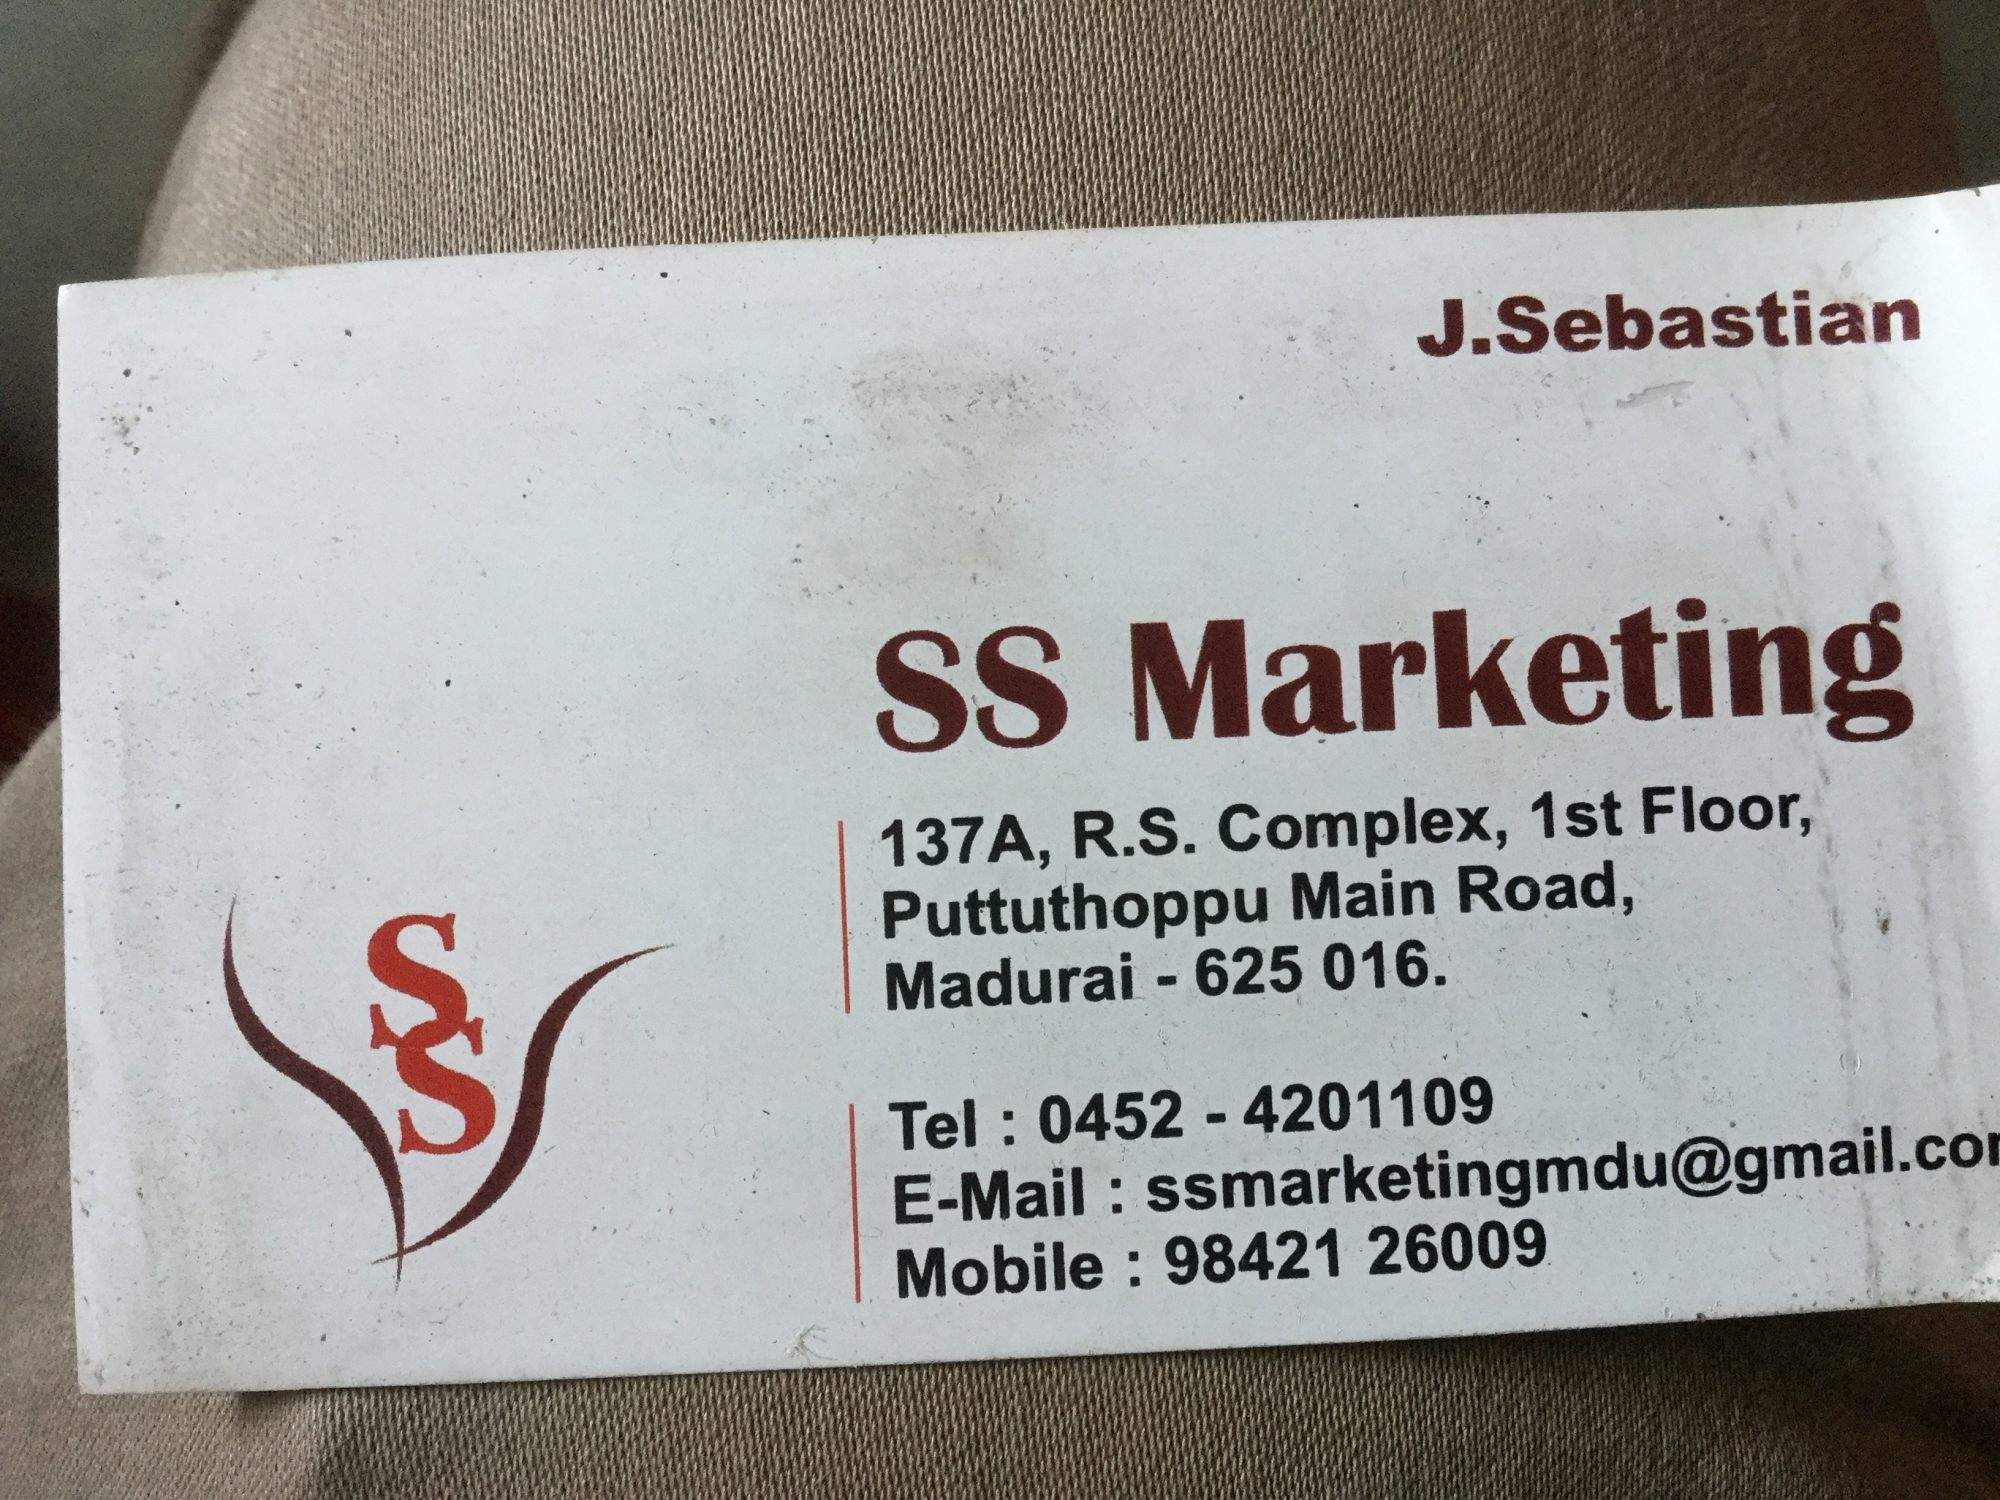 J.Sebastian
SS Marketing
137A, R.S. Complex, 1st Floor,
Puttuthoppu Main Road,
Madurai - 625 016.
S
S
Tel : 0452 - 4201109
E-Mail : ssmarketingmdu@gmail.com
Mobile : 98421 26009